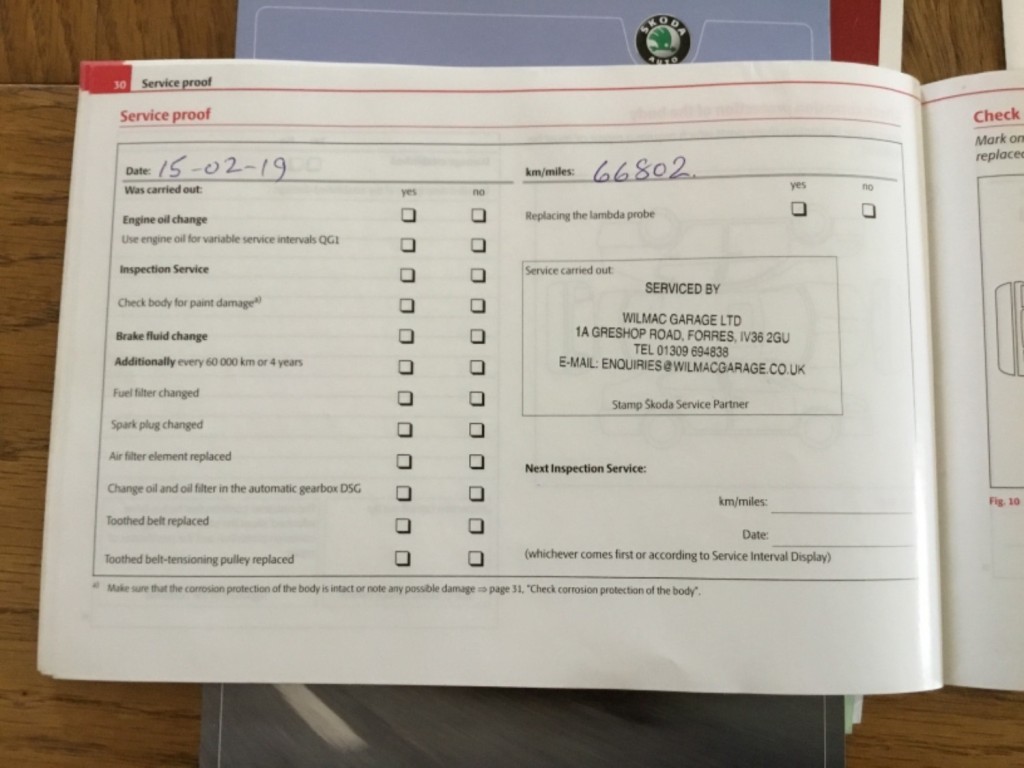 ŠKODA
AUTO
30 Service proof
Service proof
Date: 15-02-19
km/miles: 66802.
Was carried out: yes no
yes no
Engine oil change
Replacing the lambda probe
Use engine oil for variable service intervals QG1
Inspection Service
Check body for paint damage a)
Brake fluid change
Additionally every 60 000 km or 4 years
Fuel filter changed
Spark plug changed
Air filter element replaced
Change oil and oil filter in the automatic gearbox DSG
Toothed belt replaced
Toothed belt-tensioning pulley replaced
Service carried out:
SERVICED BY
WILMAC GARAGE LTD
1A GRESHOP ROAD, FORRES, IV36 2GU
TEL 01309 694838
E-MAIL: ENQUIRIES@WILMACGARAGE.CO.UK
Stamp Škoda Service Partner
Next Inspection Service:
km/miles:
Date:
(whichever comes first or according to Service Interval Display)
a) Make sure that the corrosion protection of the body is intact or note any possible damage ⇒ page 31, "Check corrosion protection of the body".
Check
Mark on
replaced
Fig. 10